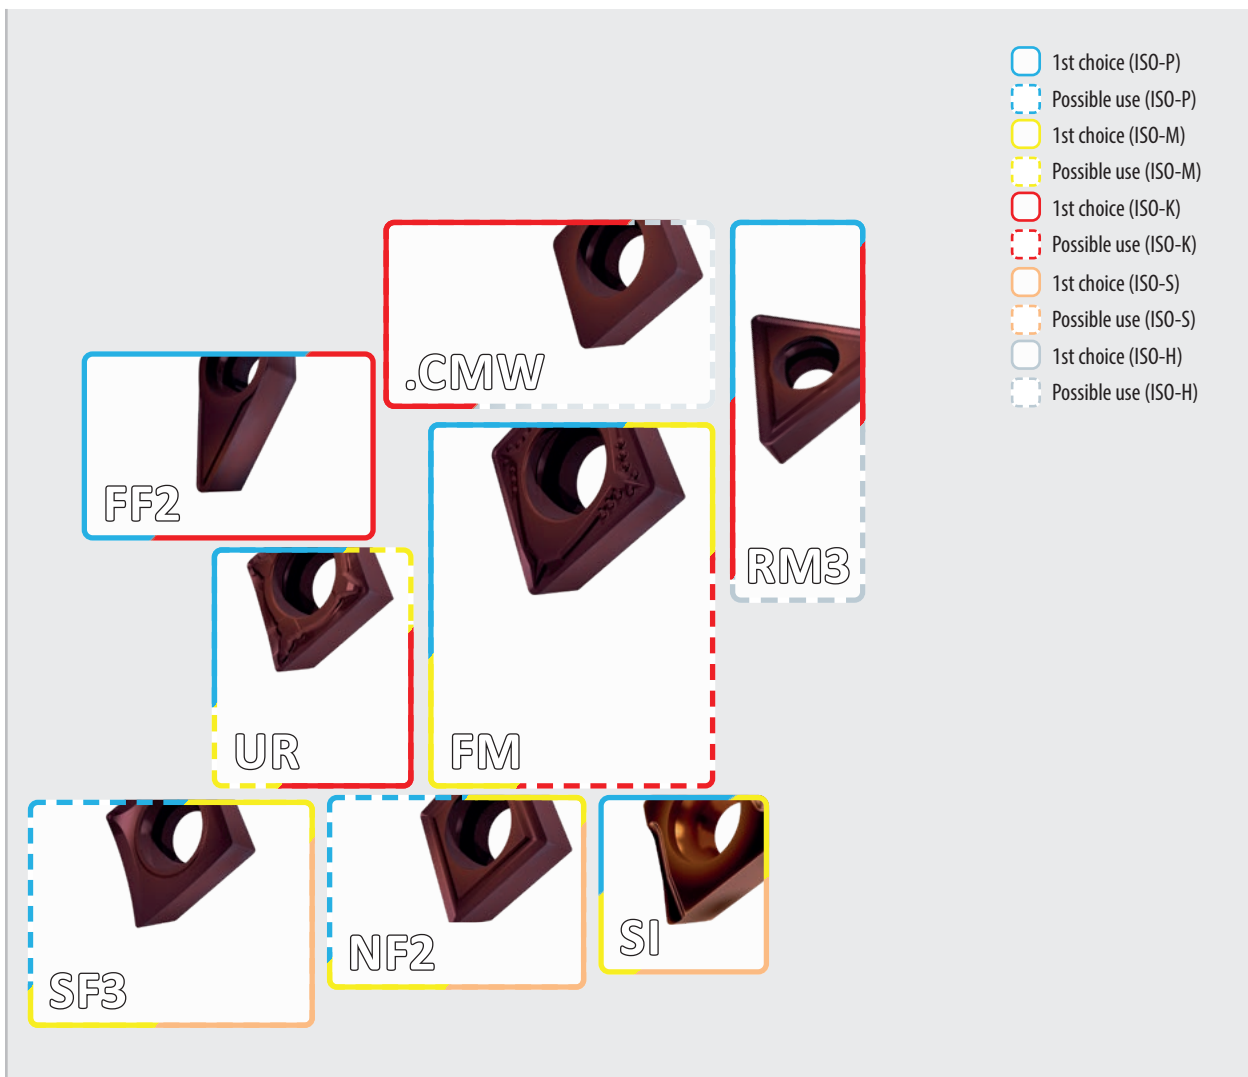 1st choice (ISO-P)
Possible use (ISO-P)
1st choice (ISO-M)
Possible use (ISO-M)
1st choice (ISO-K)
Possible use (ISO-K)
1st choice (ISO-S)
Possible use (ISO-S)
1st choice (ISO-H)
Possible use (ISO-H)
.CMW
FF2
RM3
UR
FM
SF3
NF2
SI